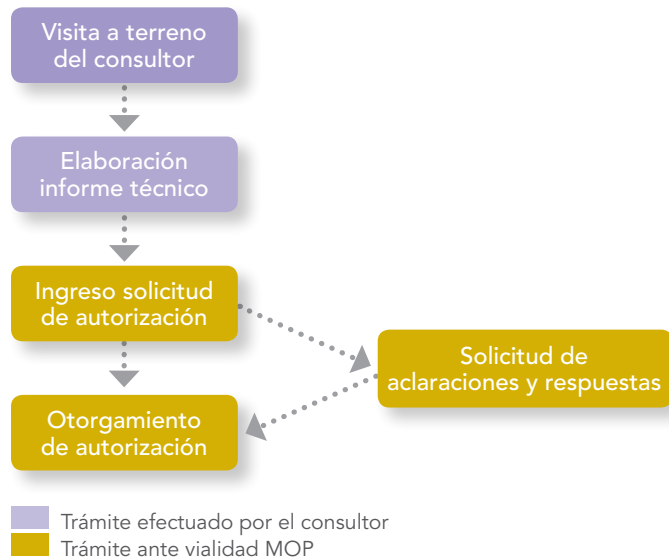 Visita a terreno
del consultor
Elaboración
informe técnico
Ingreso solicitud
de autorización
Solicitud de
aclaraciones y respuestas
Otorgamiento
de autorización
Trámite efectuado por el consultor
Trámite ante vialidad MOP